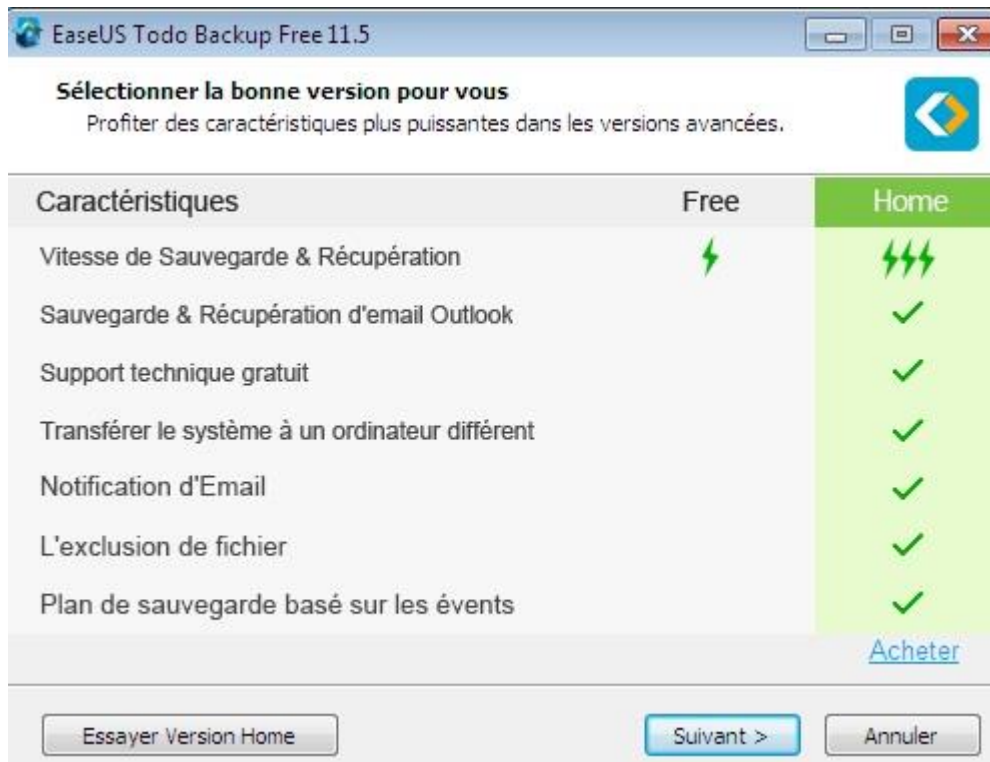 EaseUS Todo Backup Free 11.5
Sélectionner la bonne version pour vous
Profiter des caractéristiques plus puissantes dans les versions avancées.
Caractéristiques Free Home
Vitesse de Sauvegarde & Récupération
Sauvegarde & Récupération d'email Outlook
Support technique gratuit
Transférer le système à un ordinateur différent
Notification d'Email
L'exclusion de fichier
Plan de sauvegarde basé sur les évents
Acheter
Essayer Version Home Suivant > Annuler